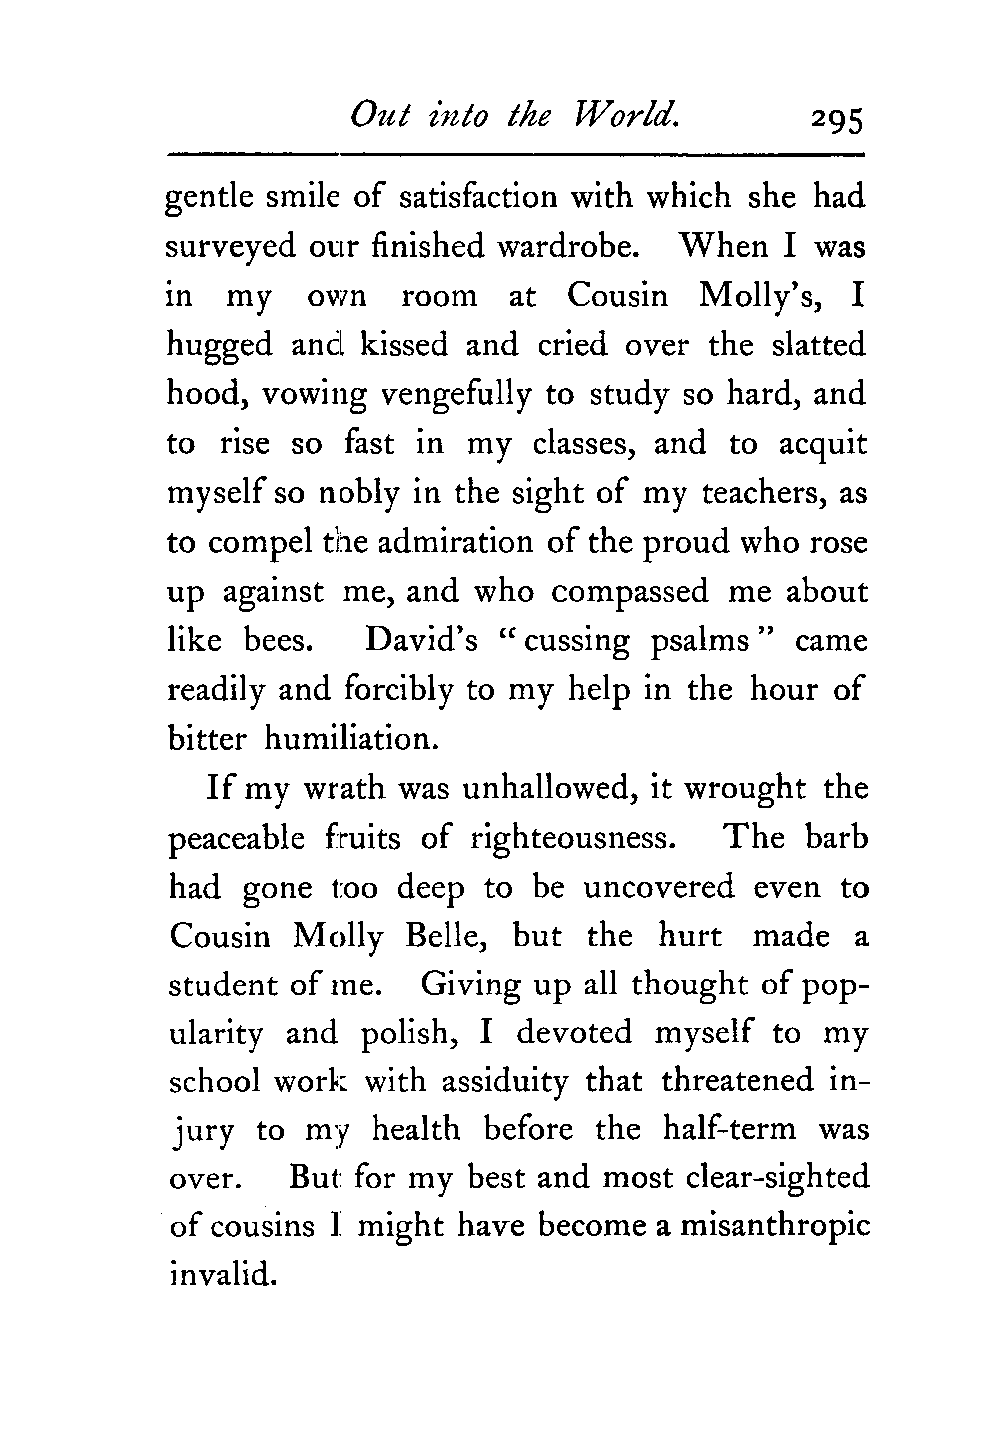 Out into the World. 295
gentle smile of satisfaction with which she had
surveyed our finished wardrobe. When I was
in my own room at Cousin Molly's, I
hugged and kissed and cried over the slatted
hood, vowing vengefully to study so hard, and
to rise so fast in my classes, and to acquit
myself so nobly in the sight of my teachers, as
to compel the admiration of the proud who rose
up against me, and who compassed me about
like bees. David's “cussing psalms” came
readily and forcibly to my help in the hour of
bitter humiliation.
If my wrath was unhallowed, it wrought the
peaceable fruits of righteousness. The barb
had gone too deep to be uncovered even to
Cousin Molly Belle, but the hurt made a
student of me. Giving up all thought of pop-
ularity and polish, I devoted myself to my
school work with assiduity that threatened in-
jury to my health before the half-term was
over. But for my best and most clear-sighted
of cousins I might have become a misanthropic
invalid.